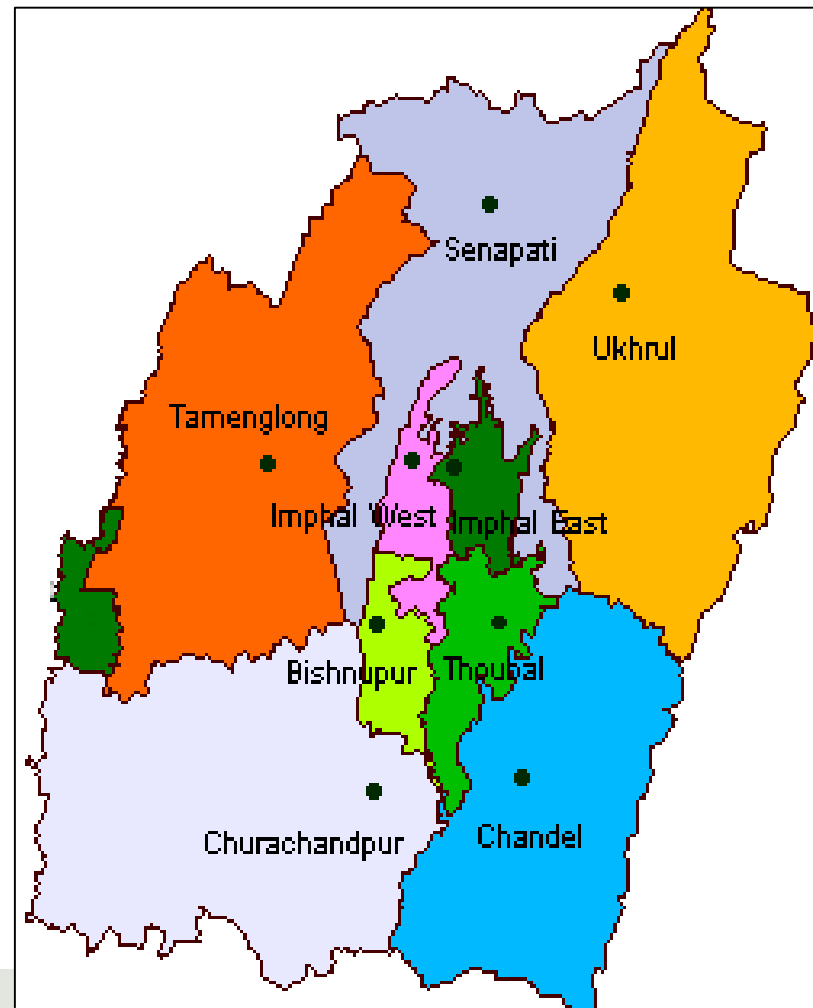 Senapati
Ukhrul
Tamenglong
Imphal West
Imphal East
Bishnupur
Thoubal
Churachandpur
Chandel